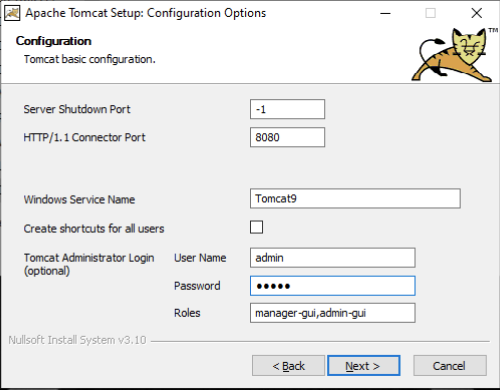 Apache Tomcat Setup: Configuration Options
Configuration
Tomcat basic configuration.
TM
Server Shutdown Port -1
HTTP/1.1 Connector Port 8080
Windows Service Name Tomcat9
Create shortcuts for all users
Tomcat Administrator Login User Name admin
(optional)
Password •••••
Roles manager-gui,admin-gui
Nullsoft Install System v3.10
< Back Next > Cancel